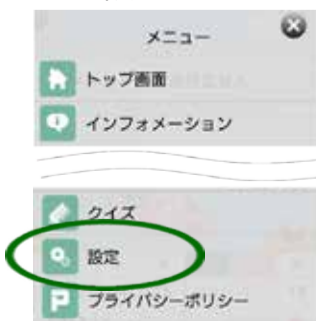 メニュー
トップ画面
インフォメーション
クイズ
設定
プライバシーポリシー